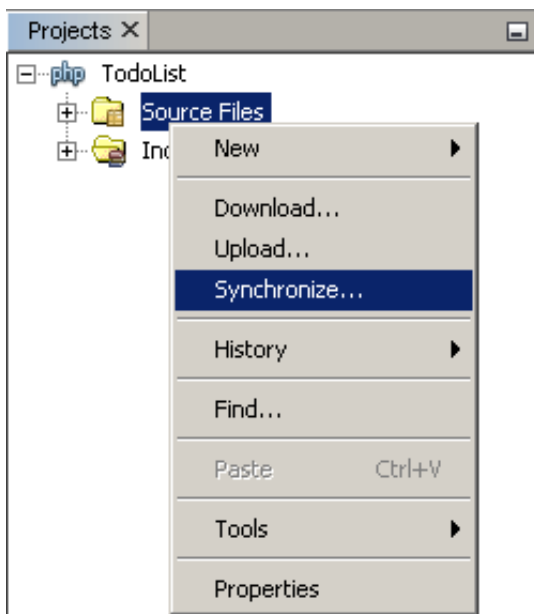 Projects
php TodoList
Source Files
New
Download...
Upload...
Synchronize...
History
Find...
Paste Ctrl+V
Tools
Properties